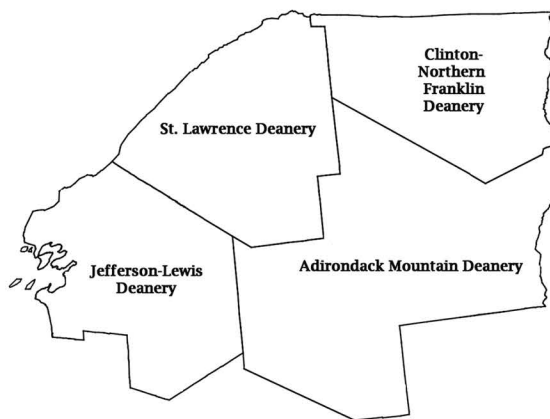 Clinton-
Northern
Franklin
Deanery
St. Lawrence Deanery
Jefferson-Lewis
Deanery
Adirondack Mountain Deanery